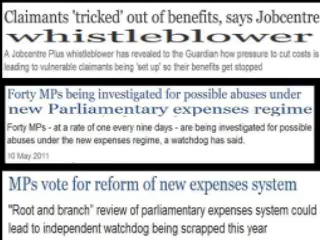 Claimants 'tricked' out of benefits, says Jobcentre
whistleblower
A Jobcentre Plus whistleblower has revealed to the Guardian how pressure to cut costs is
leading to vulnerable claimants being 'set up' so their benefits get stopped
Forty MPs being investigated for possible abuses under
new Parliamentary expenses regime
Forty MPs - at a rate of one every nine days - are being investigated for possible
abuses under the new expenses regime, a watchdog has said.
10 May 2011
MPs vote for reform of new expenses system
"Root and branch" review of parliamentary expenses system could
lead to independent watchdog being scrapped this year